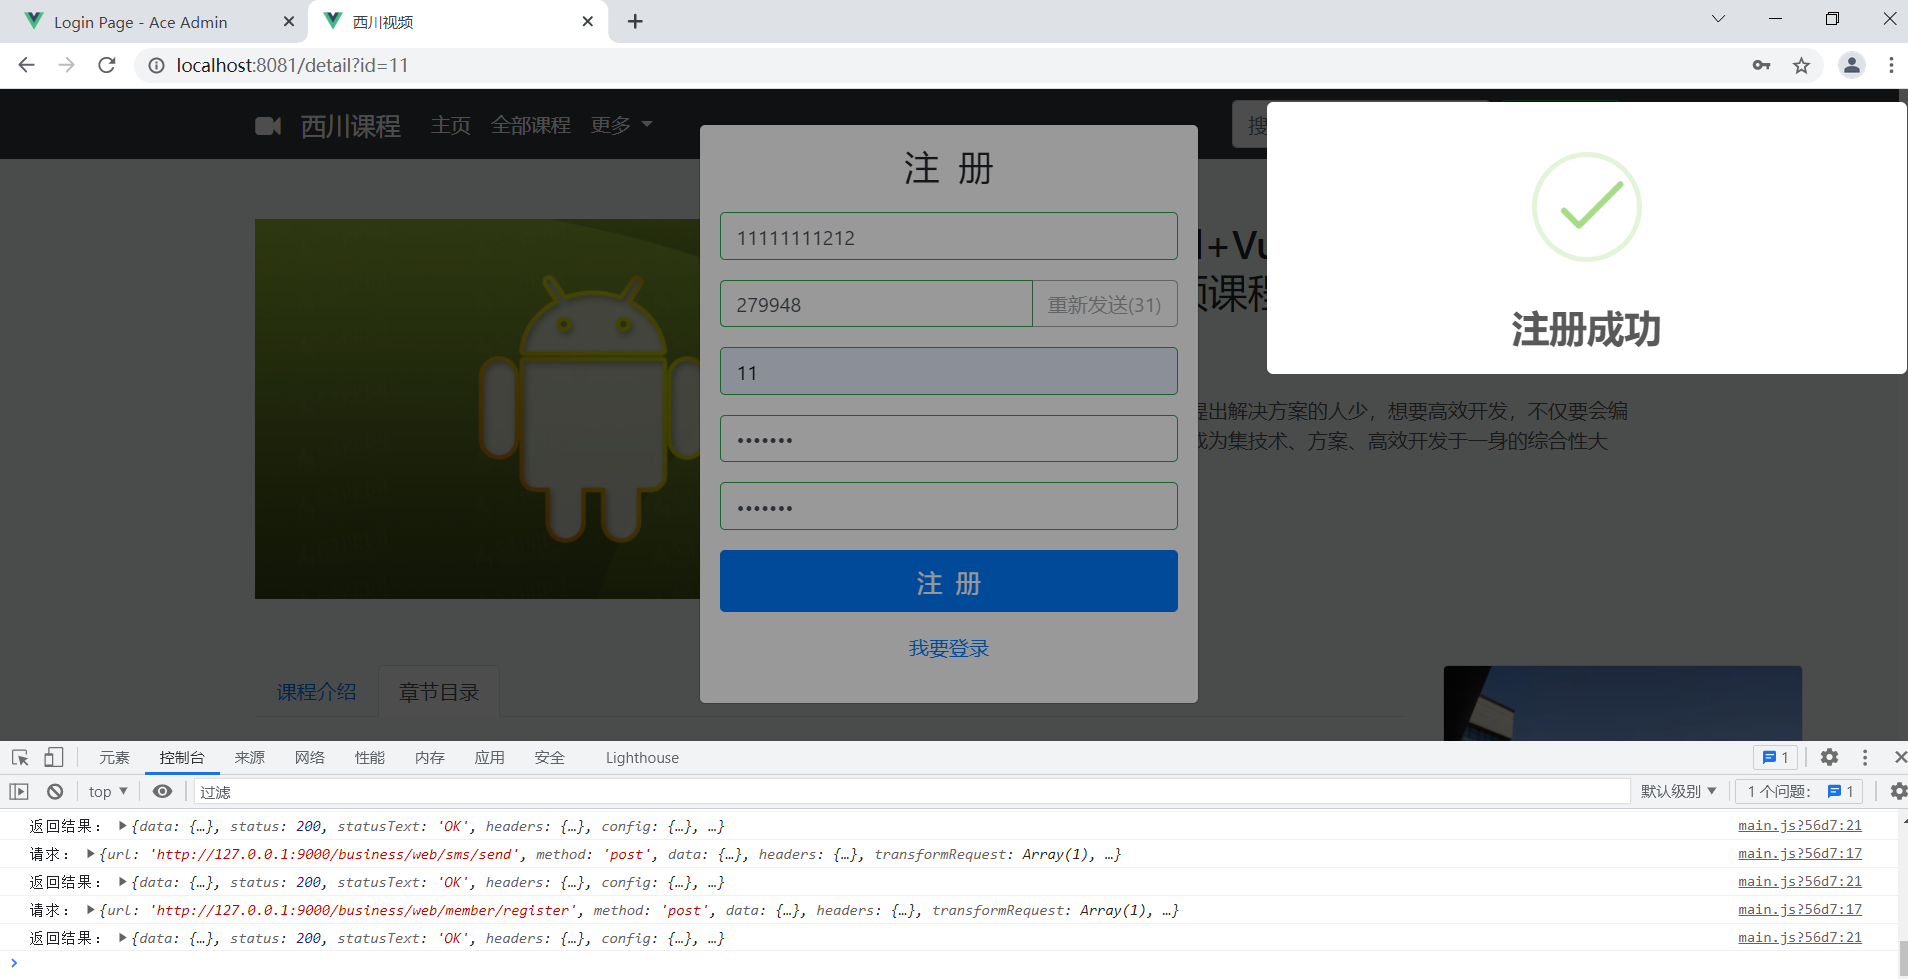 Login Page - Ace Admin
西川视频
localhost:8081/detail?id=11
西川课程 主页 全部课程 更多 搜
注 册
11111111212
279948 重新发送(31)
11
•••••••
•••••••
注 册
我要登录
注册成功
+Vu
课程
提出解决方案的人少，想要高效开发，不仅要会编
成为集技术、方案、高效开发于一身的综合性大
课程介绍 章节目录
元素 控制台 来源 网络 性能 内存 应用 安全 Lighthouse 1
top 过滤 默认级别 1 个问题： 1
返回结果： ▶{data: {…}, status: 200, statusText: 'OK', headers: {…}, config: {…}, …} main.js?56d7:21
请求： ▶{url: 'http://127.0.0.1:9000/business/web/sms/send', method: 'post', data: {…}, headers: {…}, transformRequest: Array(1), …} main.js?56d7:17
返回结果： ▶{data: {…}, status: 200, statusText: 'OK', headers: {…}, config: {…}, …} main.js?56d7:21
请求： ▶{url: 'http://127.0.0.1:9000/business/web/member/register', method: 'post', data: {…}, headers: {…}, transformRequest: Array(1), …} main.js?56d7:17
返回结果： ▶{data: {…}, status: 200, statusText: 'OK', headers: {…}, config: {…}, …} main.js?56d7:21